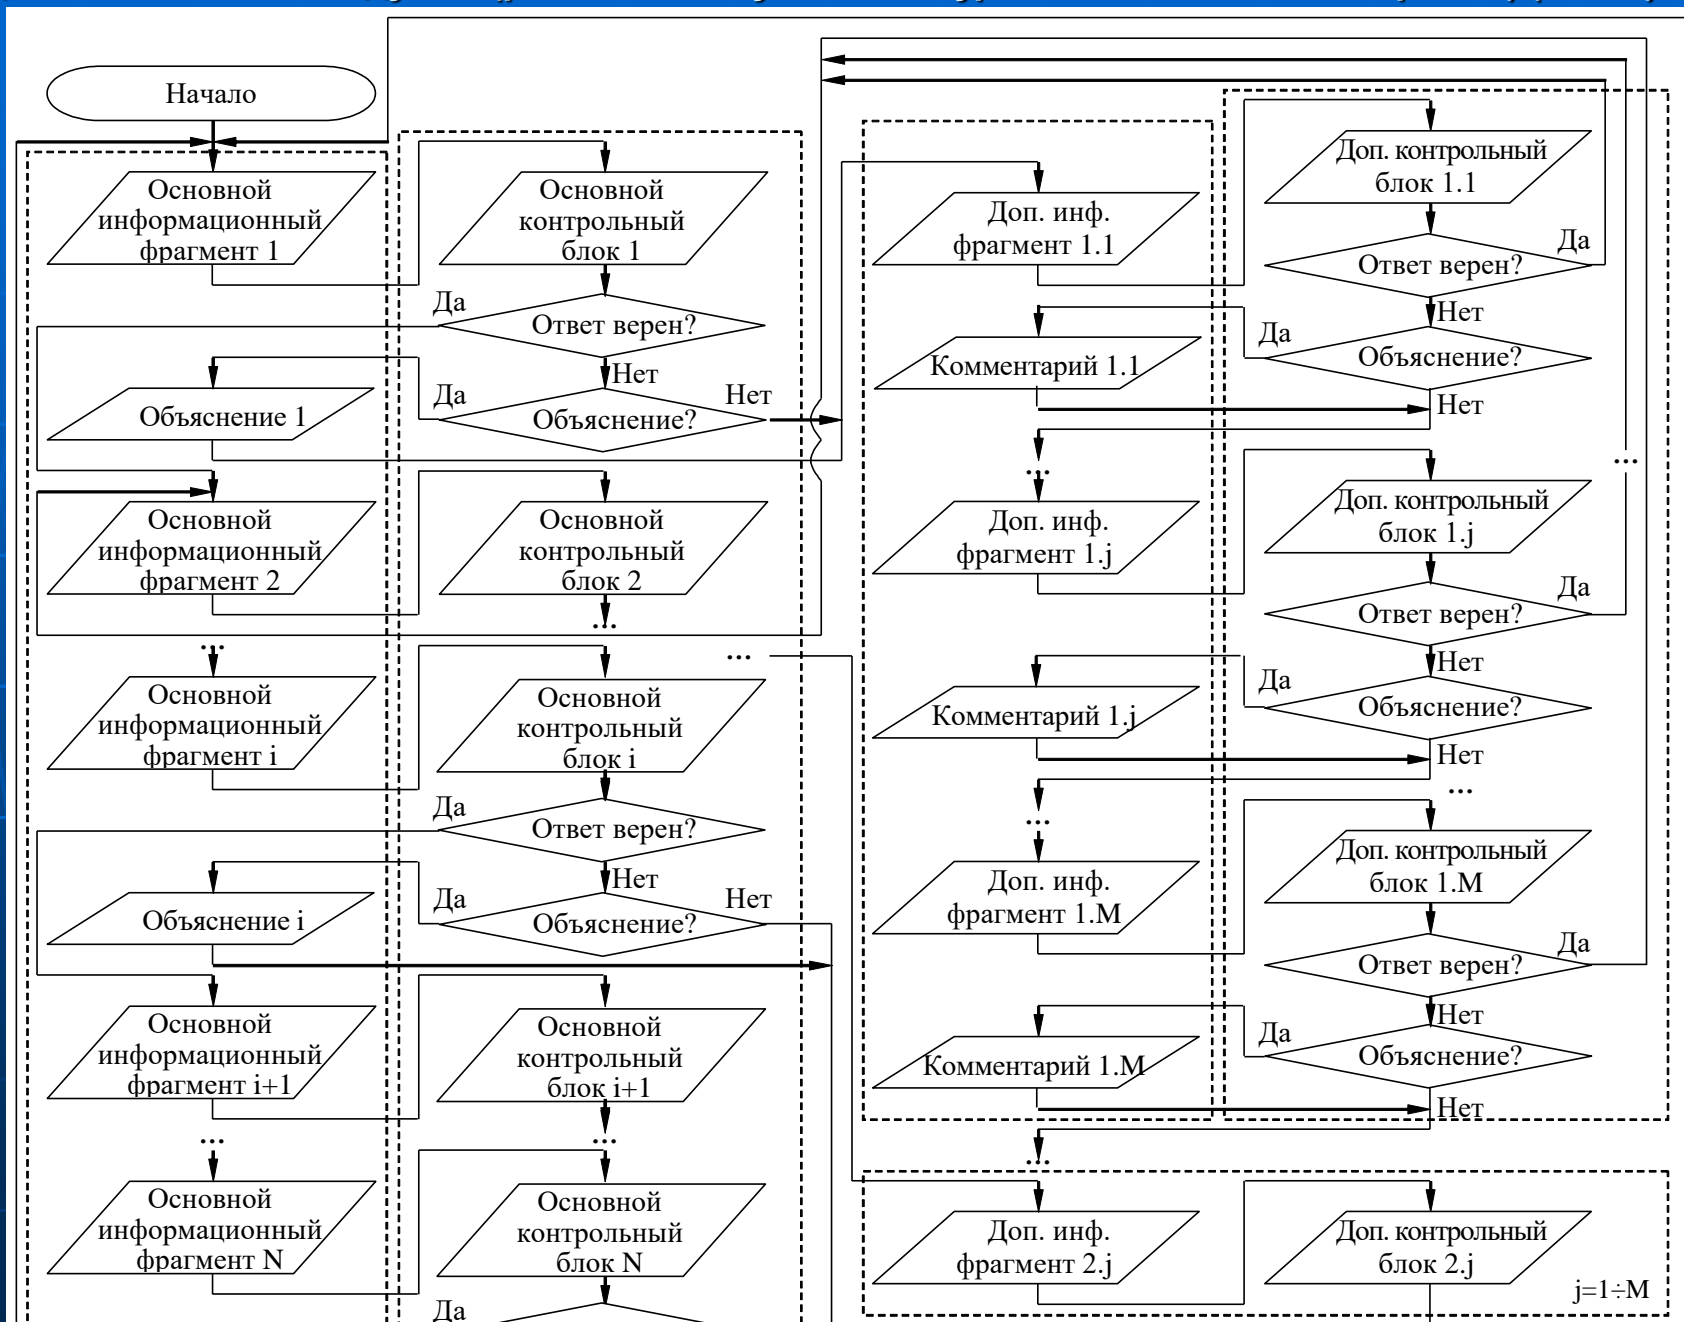 Начало
Основной
информационный
фрагмент 1
Основной
контрольный
блок 1
Да
Ответ верен?
Нет
Да
Объяснение?
Нет
Объяснение 1
Основной
информационный
фрагмент 2
Основной
контрольный
блок 2
...
...
...
Основной
информационный
фрагмент i
Основной
контрольный
блок i
Да
Ответ верен?
Нет
Да
Объяснение?
Нет
Объяснение i
Основной
информационный
фрагмент i+1
Основной
контрольный
блок i+1
...
...
Основной
информационный
фрагмент N
Основной
контрольный
блок N
Да
Доп. инф.
фрагмент 1.1
Доп. контрольный
блок 1.1
Да
Ответ верен?
Нет
Да
Объяснение?
Комментарий 1.1
Нет
...
...
Доп. инф.
фрагмент 1.j
Доп. контрольный
блок 1.j
Да
Ответ верен?
Нет
Да
Объяснение?
Комментарий 1.j
Нет
...
...
Доп. инф.
фрагмент 1.M
Доп. контрольный
блок 1.M
Да
Ответ верен?
Нет
Да
Объяснение?
Комментарий 1.M
Нет
...
Доп. инф.
фрагмент 2.j
Доп. контрольный
блок 2.j
j=1÷M